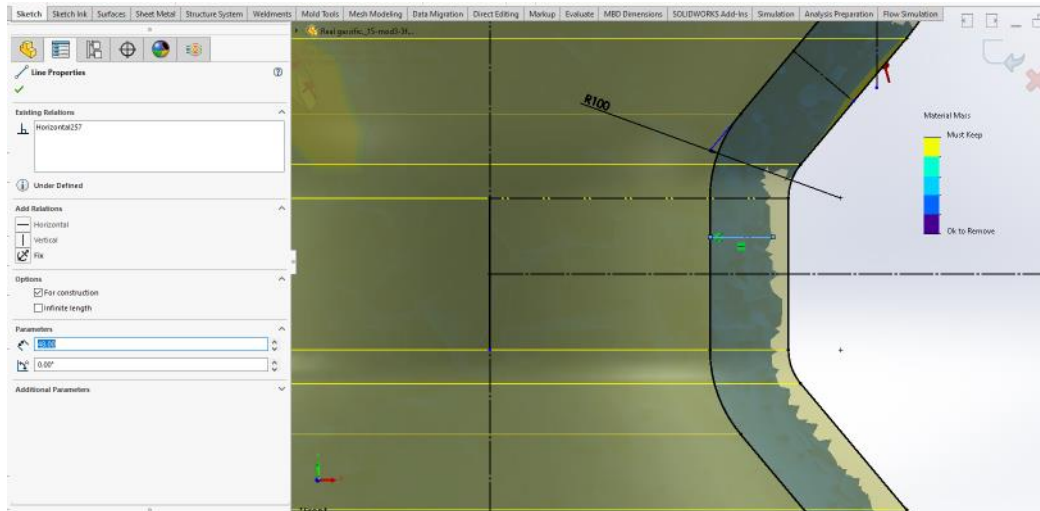 Sketch Sketch Ink Surfaces Sheet Metal Structure System Weldments Mold Tools Mesh Modeling Data Migration Direct Editing Markup Evaluate MBD Dimensions SOLIDWORKS Add-Ins Simulation Analysis Preparation Flow Simulation
Line Properties
Existing Relations
Horizontal257
Under Defined
Add Relations
Horizontal
Vertical
Fix
Options
For construction
Infinite length
Parameters
0.00°
Additional Parameters
R100
Material Mass
Must Keep
Ok to Remove